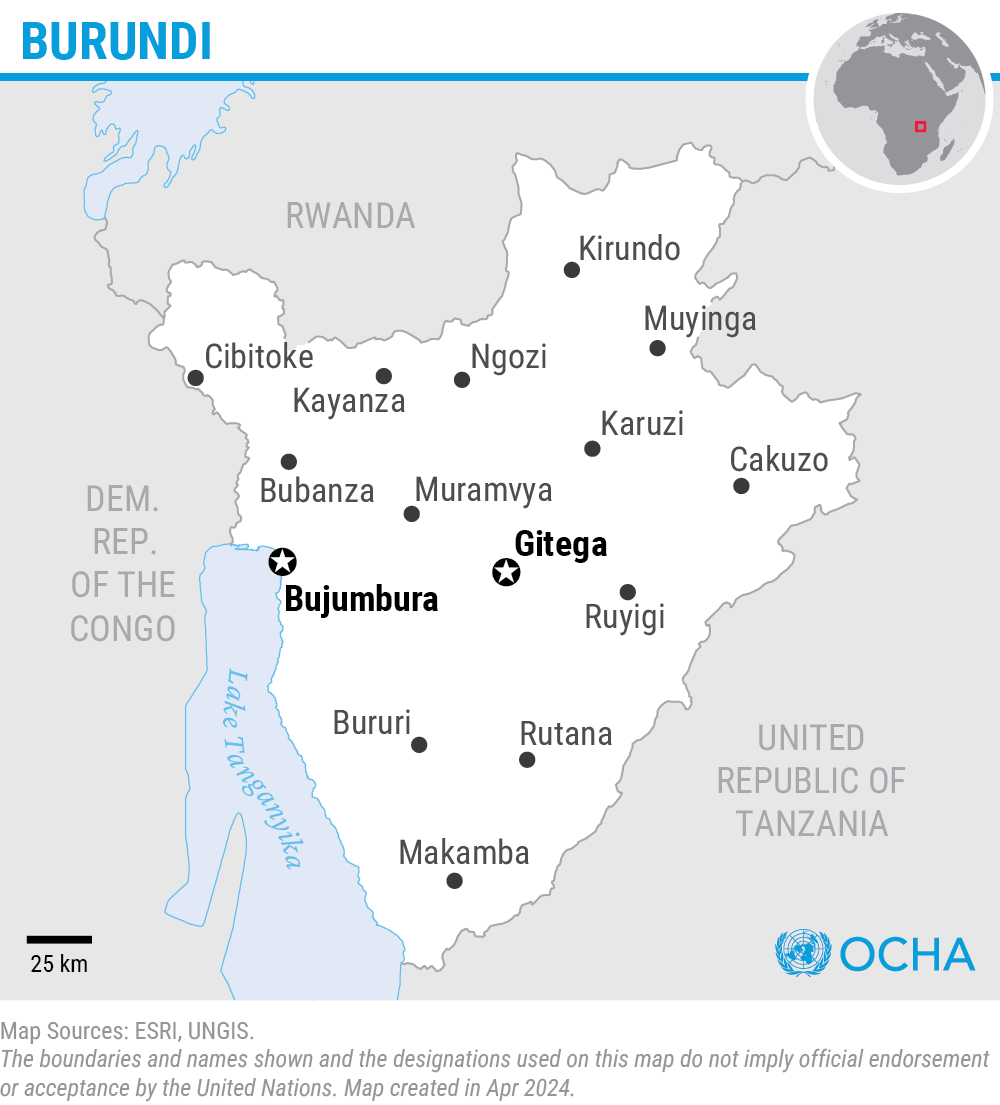 BURUNDI
RWANDA
Kirundo
Muyinga
Cibitoke
Ngozi
Kayanza
Karuzi
Cakuzo
Bubanza
Muramvya
DEM.
REP.
OF THE
CONGO
Gitega
Bujumbura
Ruyigi
Lake Tanganyika
Bururi
Rutana
UNITED
REPUBLIC OF
TANZANIA
Makamba
25 km
OCHA
Map Sources: ESRI, UNGIS.
The boundaries and names shown and the designations used on this map do not imply official endorsement
or acceptance by the United Nations. Map created in Apr 2024.